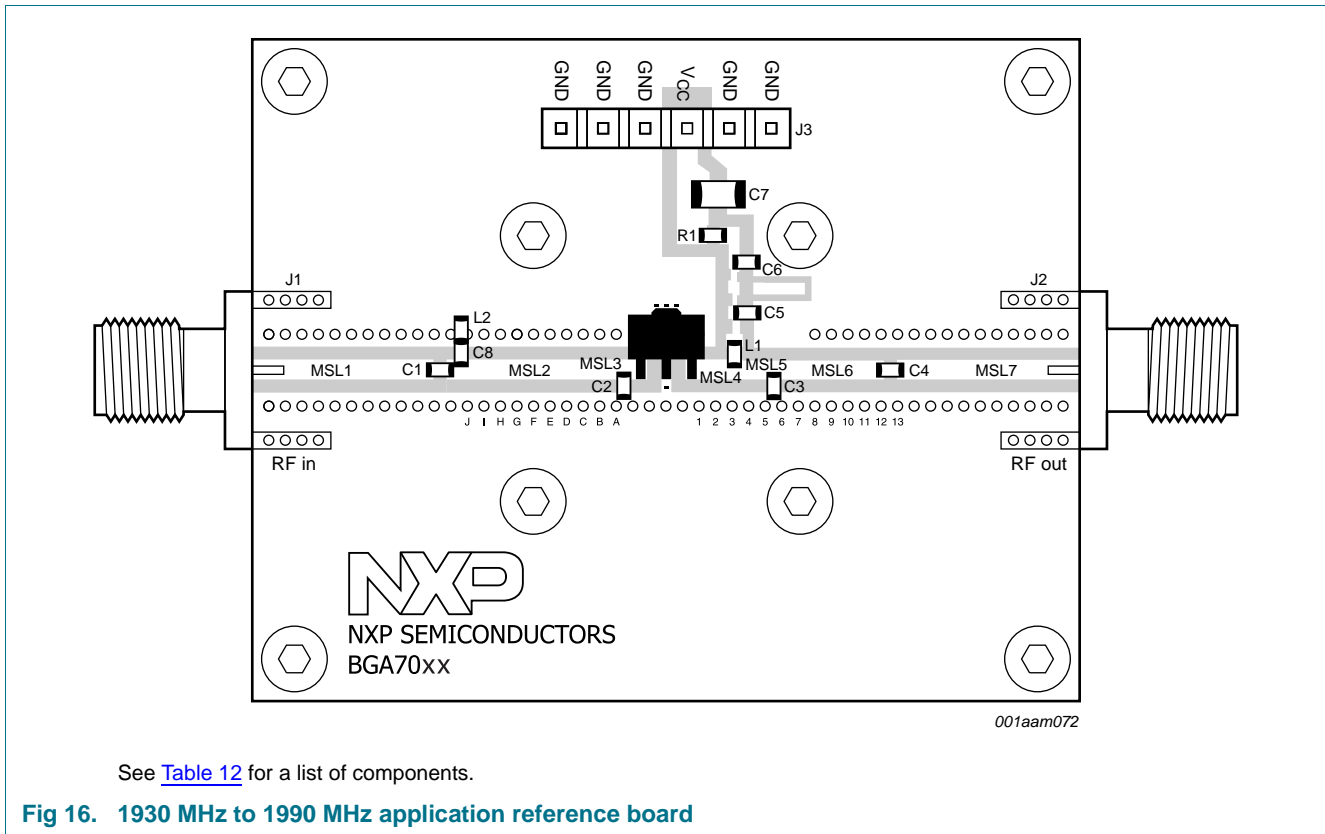 GND GND GND VCC GND GND
J3
C7
R1
C6
J1
J2
C5
L2
L1
C8
MSL1 C1 MSL2 MSL3 MSL4 MSL5 MSL6 C4 MSL7
C2 C3
J I H G F E D C B A 1 2 3 4 5 6 7 8 9 10 11 12 13
RF in RF out
NXP
NXP SEMICONDUCTORS
BGA70XX
001aam072
See Table 12 for a list of components.
Fig 16. 1930 MHz to 1990 MHz application reference board